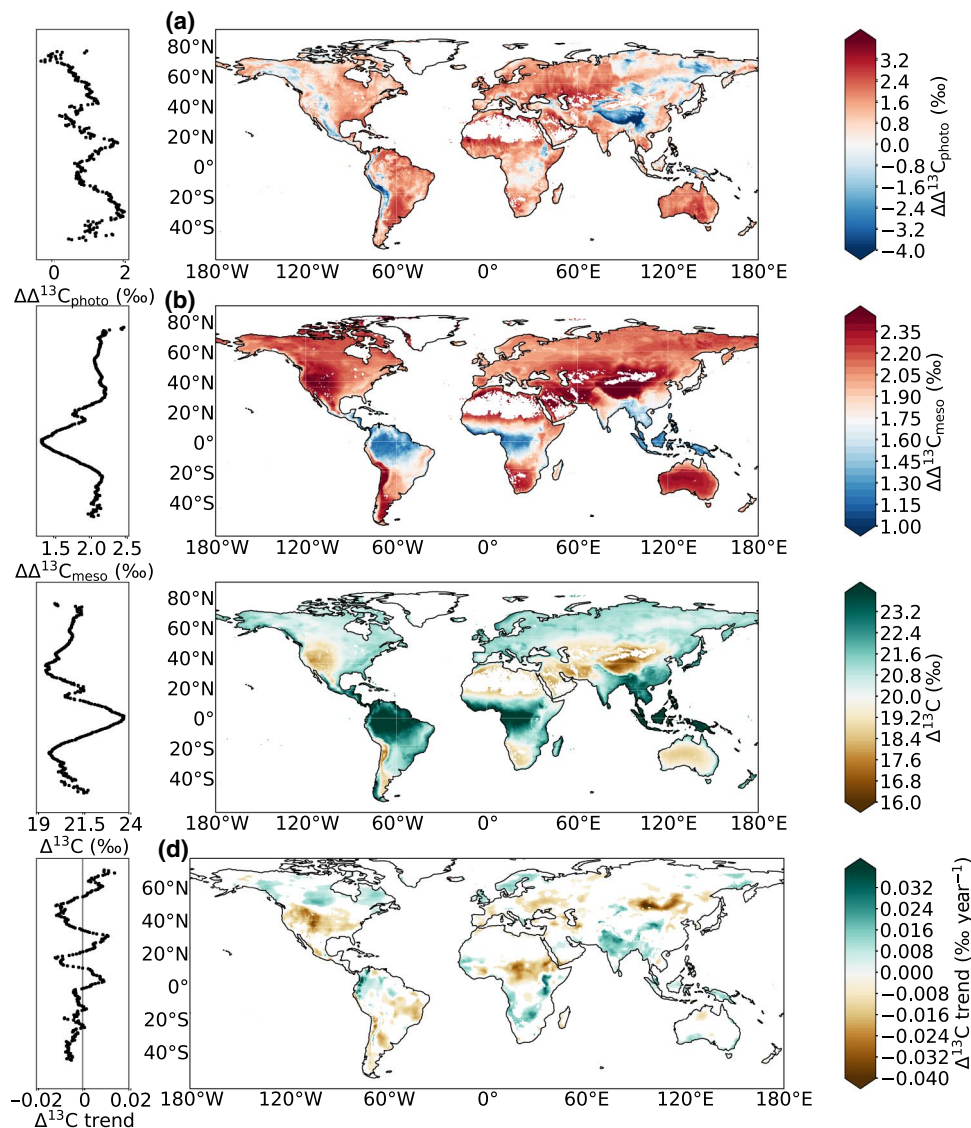 (a)
80°N
60°N
40°N
20°N
0°
20°S
40°S
180°W 120°W 60°W 0° 60°E 120°E 180°E
0 2
ΔΔ¹³C_photo (‰)
3.2
2.4
1.6
0.8
0.0
−0.8
−1.6
−2.4
−3.2
−4.0
ΔΔ¹³C_photo (‰)
(b)
80°N
60°N
40°N
20°N
0°
20°S
40°S
180°W 120°W 60°W 0° 60°E 120°E 180°E
1.5 2.0 2.5
ΔΔ¹³C_meso (‰)
2.35
2.20
2.05
1.90
1.75
1.60
1.45
1.30
1.15
1.00
ΔΔ¹³C_meso (‰)
80°N
60°N
40°N
20°N
0°
20°S
40°S
180°W 120°W 60°W 0° 60°E 120°E 180°E
19 21.5 24
Δ¹³C (‰)
23.2
22.4
21.6
20.8
20.0
19.2
18.4
17.6
16.8
16.0
Δ¹³C (‰)
(d)
60°N
40°N
20°N
0°
20°S
40°S
180°W 120°W 60°W 0° 60°E 120°E 180°E
−0.02 0 0.02
Δ¹³C trend
0.032
0.024
0.016
0.008
0.000
−0.008
−0.016
−0.024
−0.032
−0.040
Δ¹³C trend (‰ year⁻¹)